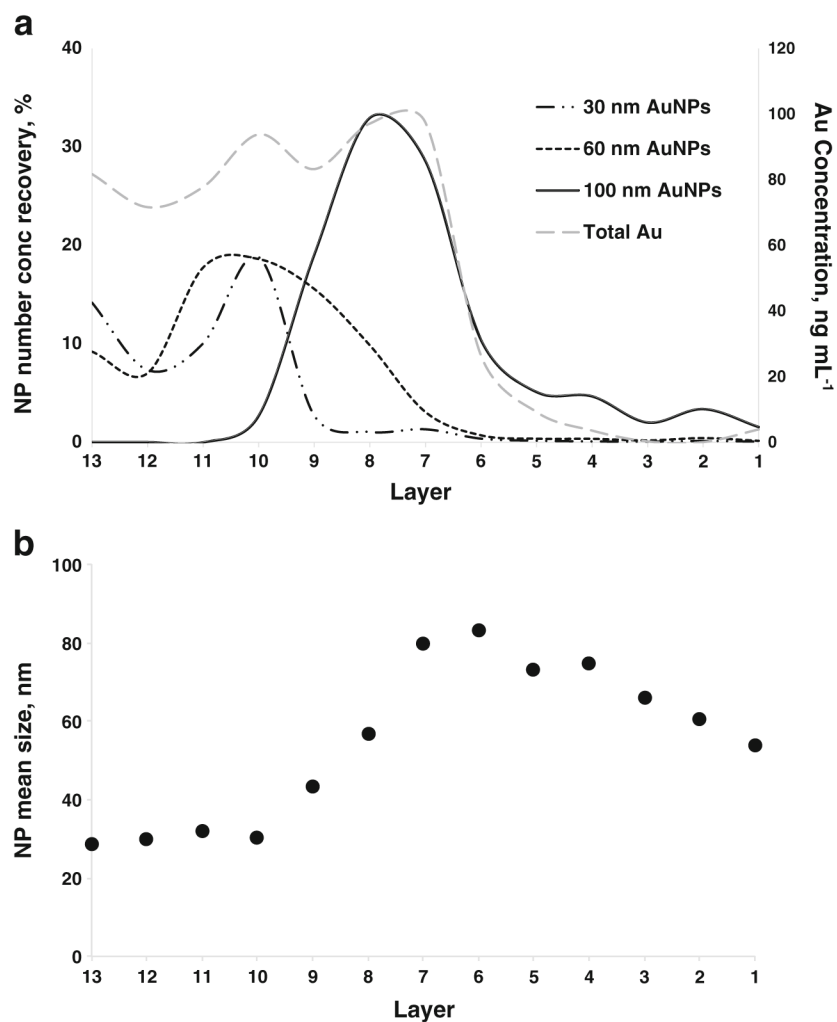 a
NP number conc recovery, %
40
30
20
10
0
120
100
80
60
40
20
0
Au Concentration, ng mL-1
30 nm AuNPs
60 nm AuNPs
100 nm AuNPs
Total Au
13 12 11 10 9 8 7 6 5 4 3 2 1
Layer
b
NP mean size, nm
100
80
60
40
20
0
13 12 11 10 9 8 7 6 5 4 3 2 1
Layer